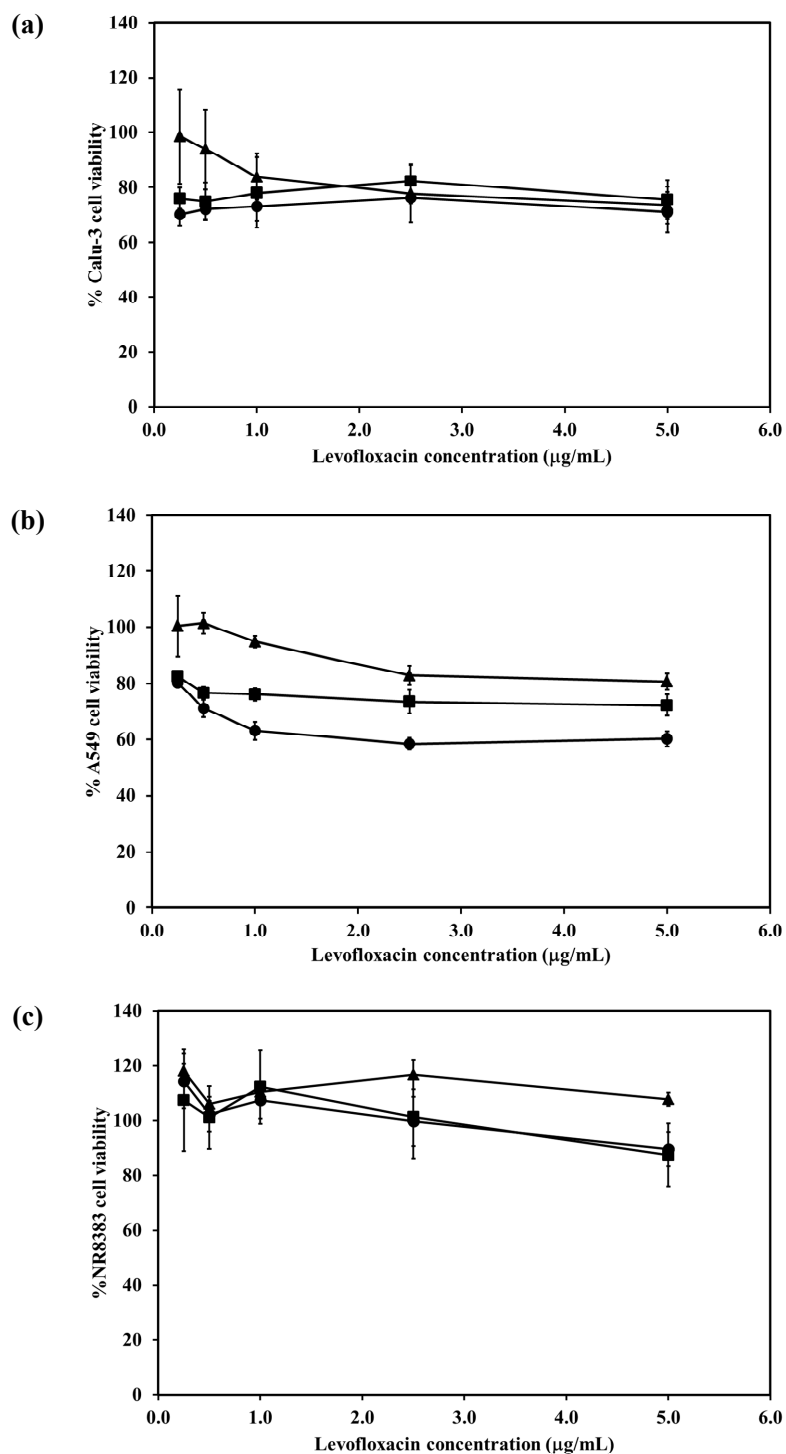 (a)
140
120
100
80
60
40
20
0
% Calu-3 cell viability
0.0 1.0 2.0 3.0 4.0 5.0 6.0
Levofloxacin concentration (μg/mL)
(b)
140
120
100
80
60
40
20
0
% A549 cell viability
0.0 1.0 2.0 3.0 4.0 5.0 6.0
Levofloxacin concentration (μg/mL)
(c)
140
120
100
80
60
40
20
0
%NR8383 cell viability
0.0 1.0 2.0 3.0 4.0 5.0 6.0
Levofloxacin concentration (μg/mL)